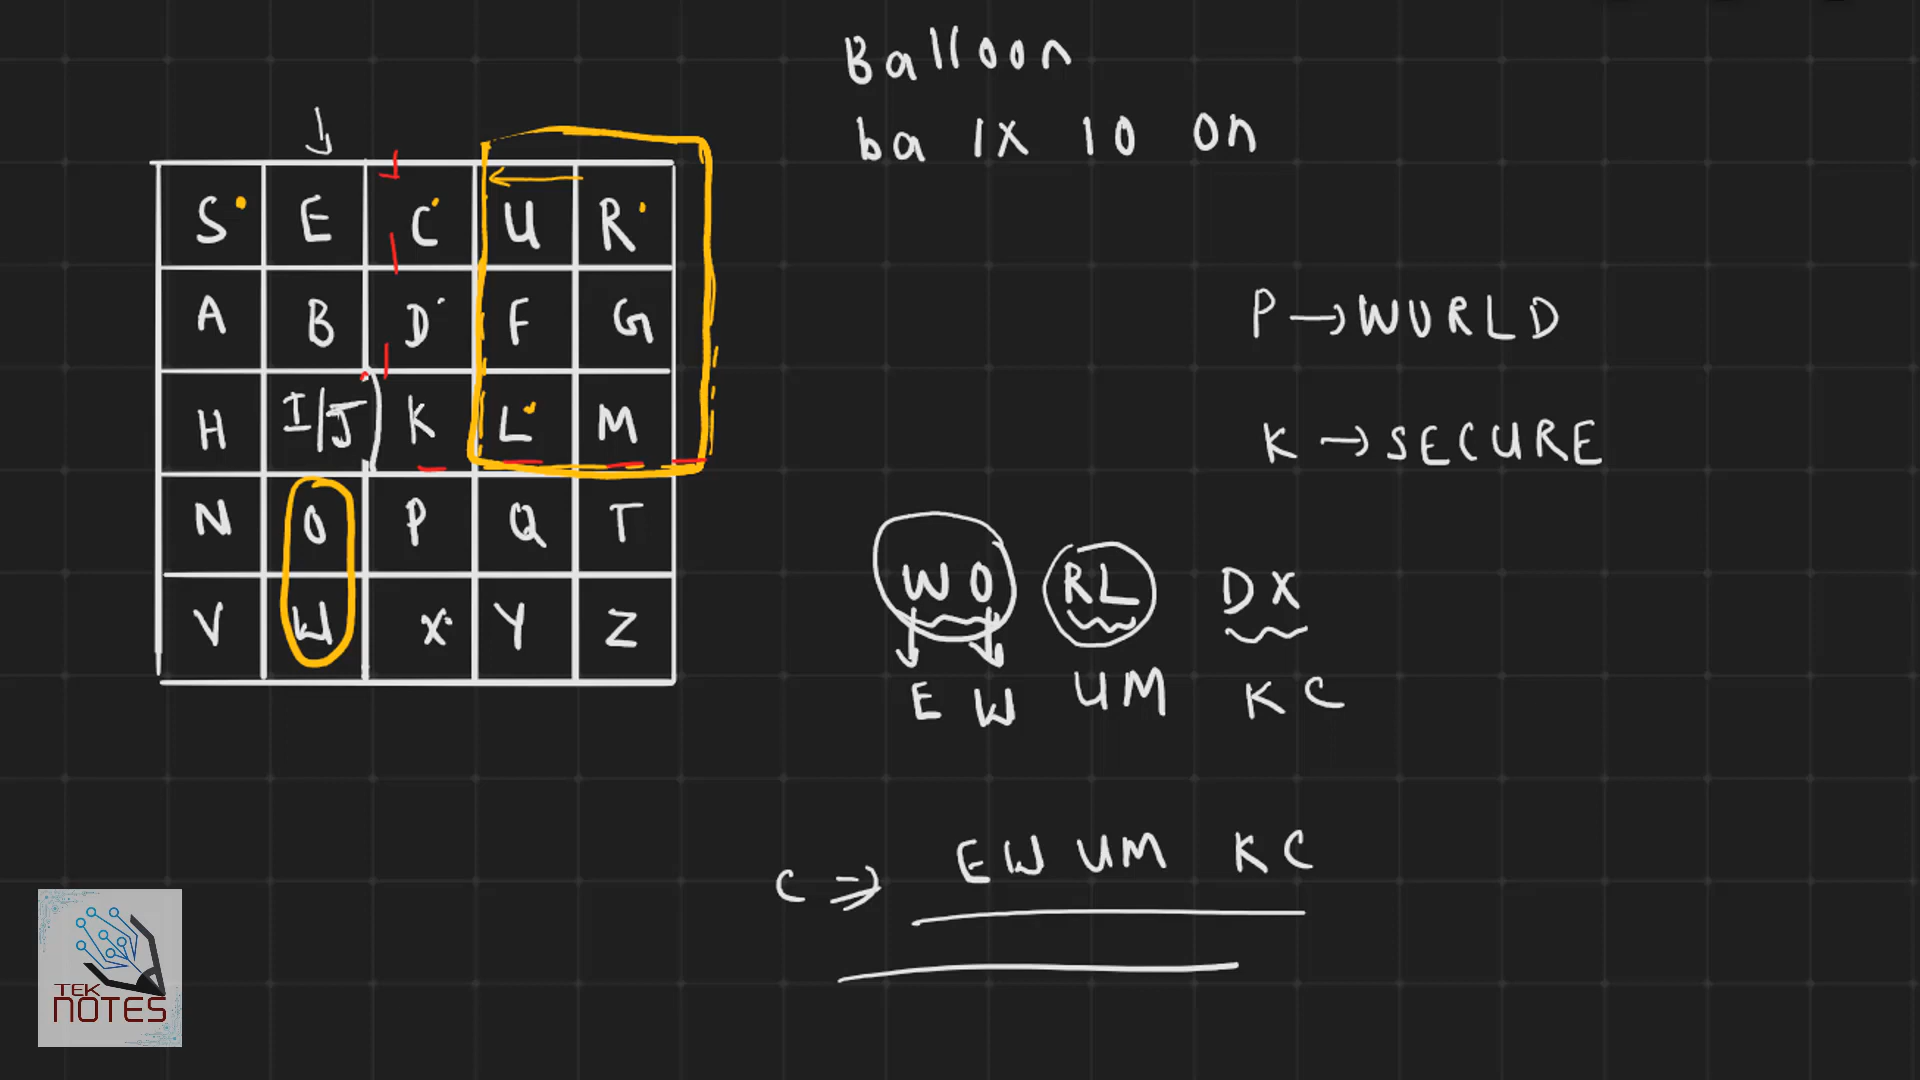 Balloon
ba lx lo on
S E C U R
A B D F G
H I/J K L M
N O P Q T
V W X Y Z
P → WURLD
K → SECURE
WO RL DX
EW UM KC
C ⇒ EW UM KC
TEK
NOTES